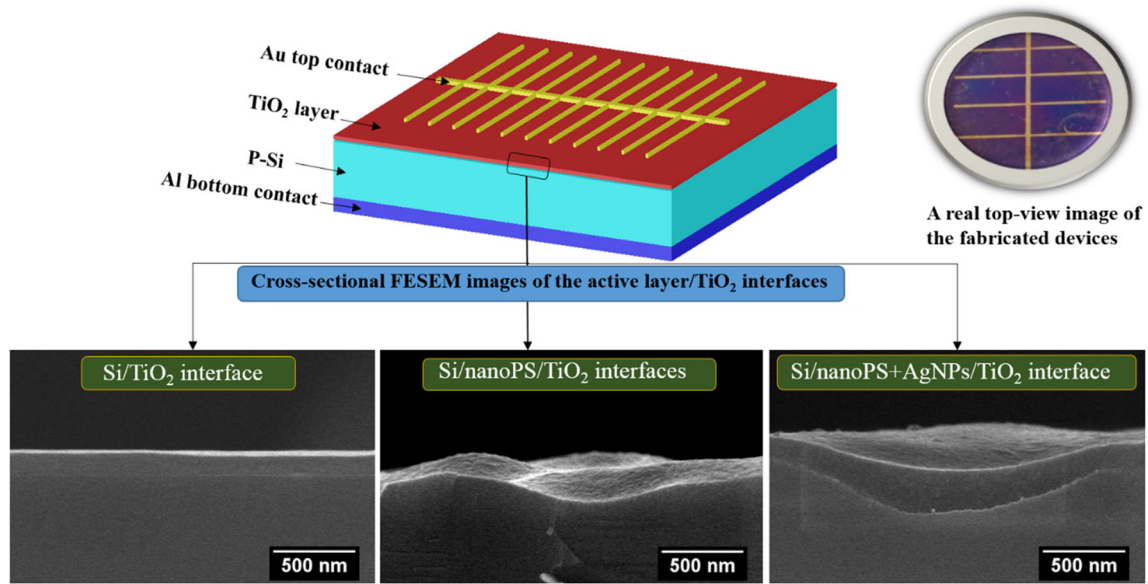 Au top contact
TiO₂ layer
P-Si
Al bottom contact
A real top-view image of
the fabricated devices
Cross-sectional FESEM images of the active layer/TiO₂ interfaces
Si/TiO₂ interface
Si/nanoPS/TiO₂ interfaces
Si/nanoPS+AgNPs/TiO₂ interface
500 nm
500 nm
500 nm